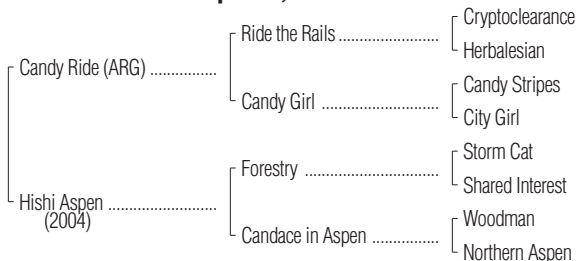 Cryptoclearance
Ride the Rails ......................
Herbalesian
Candy Ride (ARG) ...............
Candy Stripes
Candy Girl ............................
City Girl
Storm Cat
Forestry ..............................
Shared Interest
Hishi Aspen ........................
(2004)
Woodman
Candace in Aspen ...............
Northern Aspen